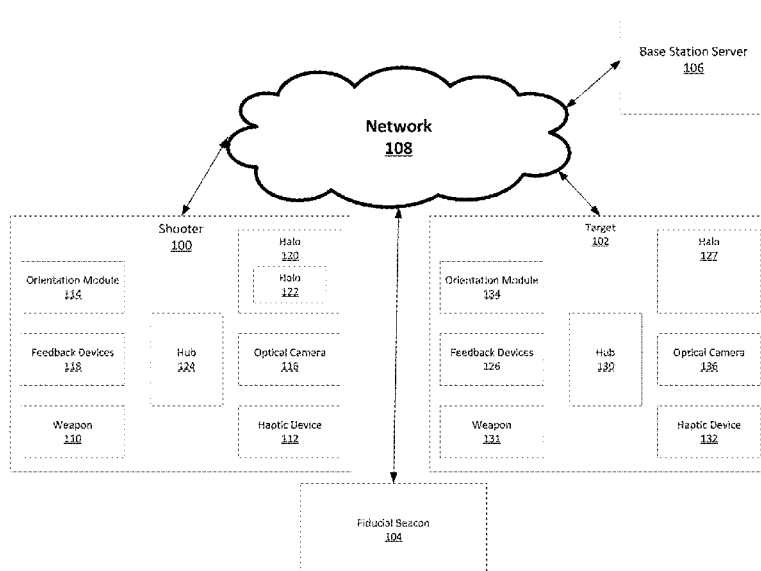 Base Station Server
106
Network
108
Shooter
100
Halo
120
Halo
122
Orientation Module
114
Feedback Devices
118
Hub
124
Optical Camera
116
Weapon
110
Haptic Device
112
Target
102
Halo
127
Orientation Module
134
Feedback Devices
126
Hub
130
Optical Camera
136
Weapon
131
Haptic Device
132
Fiducial Beacon
104